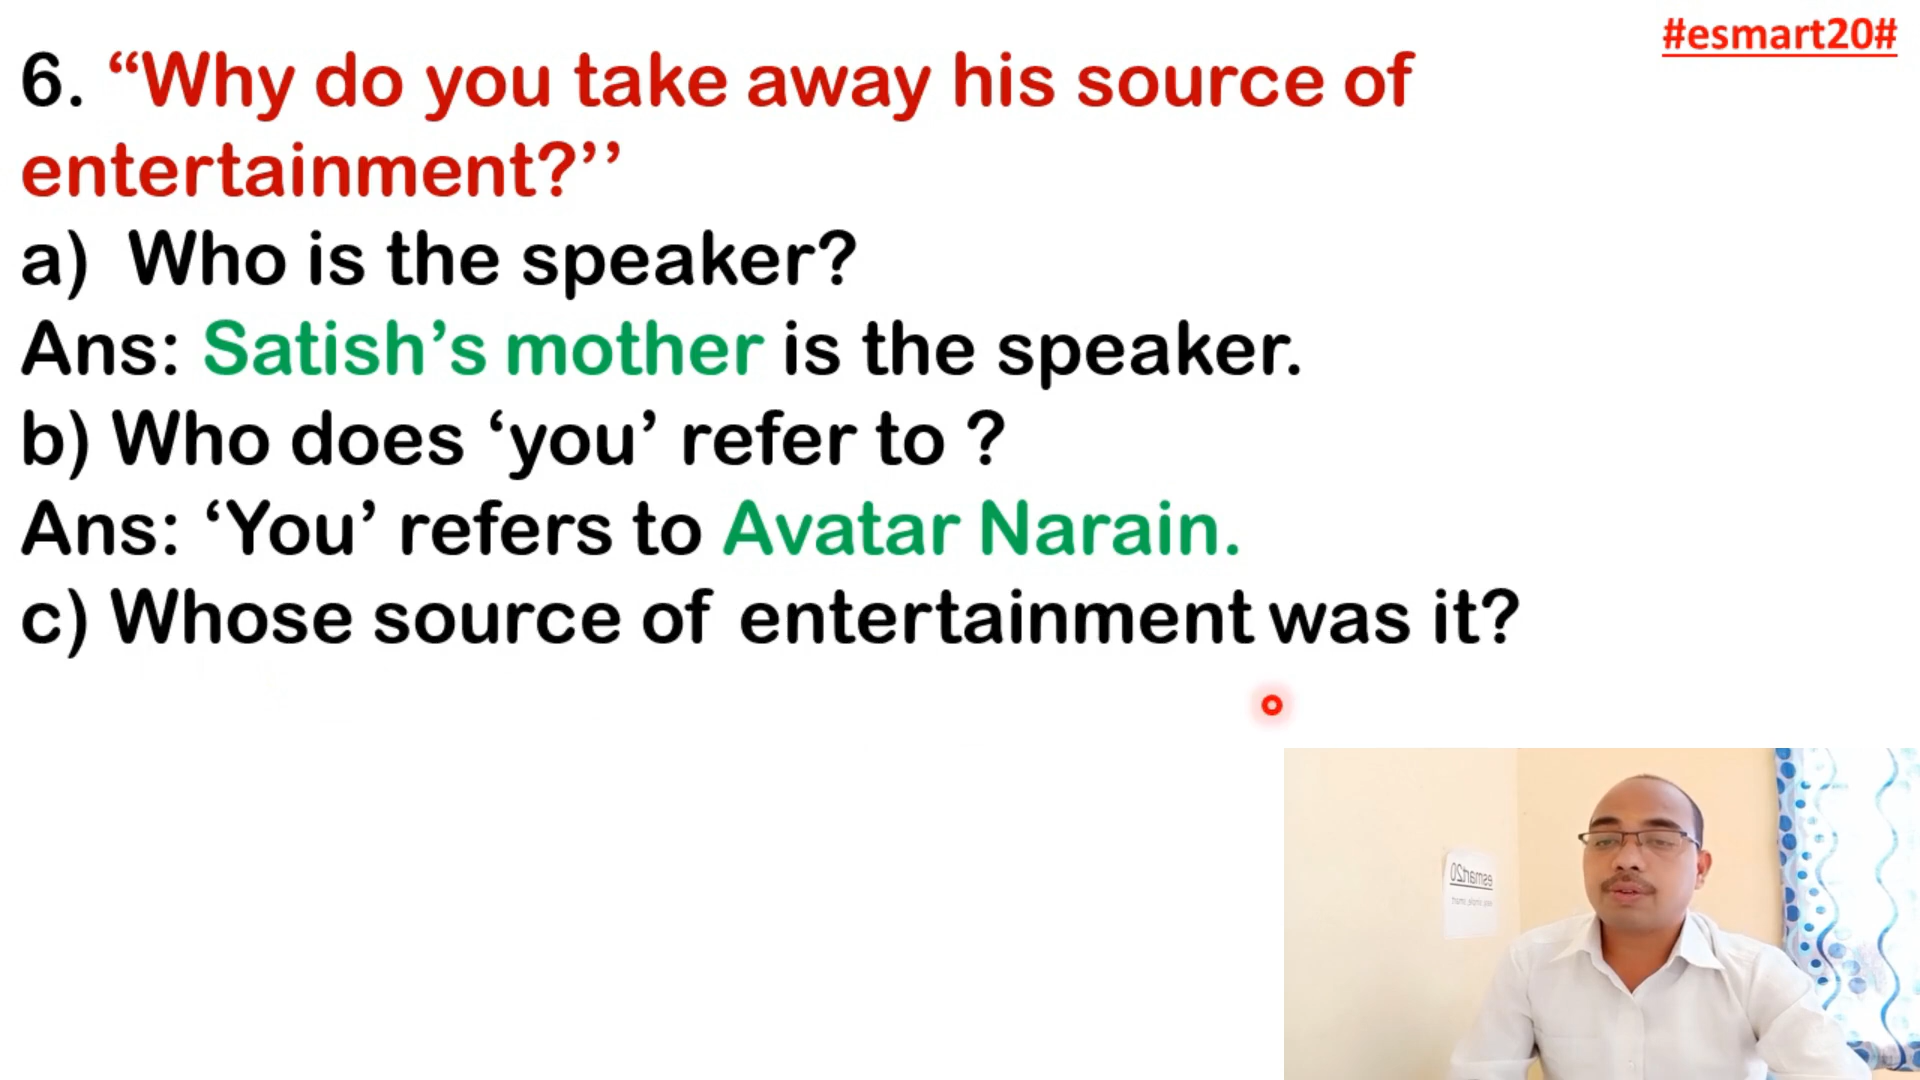 #esmart20#
6. “Why do you take away his source of
entertainment?’’
a) Who is the speaker?
Ans: Satish’s mother is the speaker.
b) Who does ‘you’ refer to ?
Ans: ‘You’ refers to Avatar Narain.
c) Whose source of entertainment was it?
esmart20